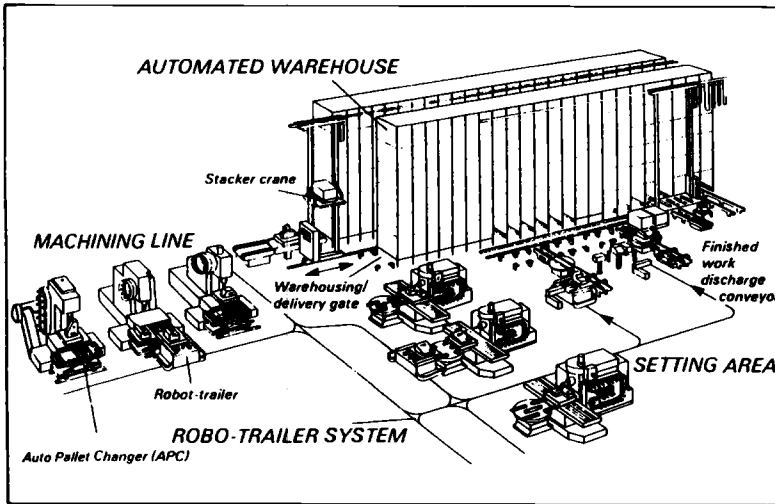 AUTOMATED WAREHOUSE
Stacker crane
MACHINING LINE
Warehousing/
delivery gate
Finished
work
discharge
conveyor
Robot-trailer
SETTING AREA
ROBO-TRAILER SYSTEM
Auto Pallet Changer (APC)